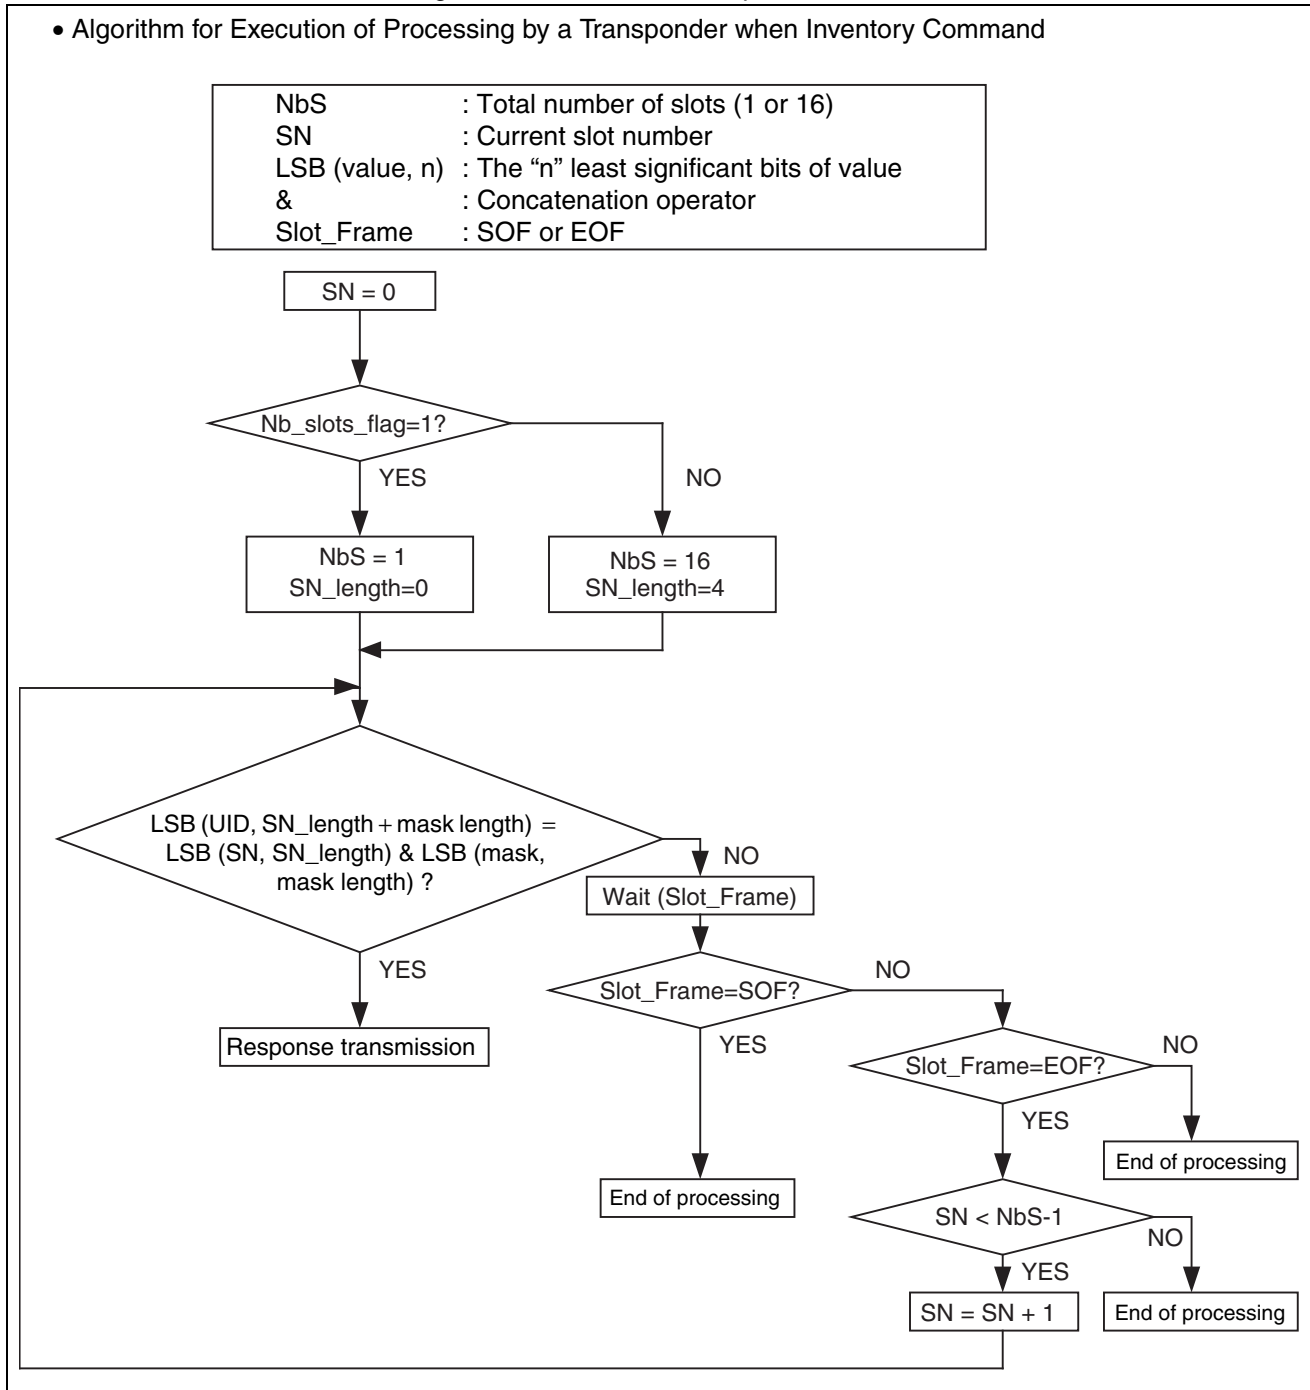 • Algorithm for Execution of Processing by a Transponder when Inventory Command
NbS : Total number of slots (1 or 16)
SN : Current slot number
LSB (value, n) : The “n” least significant bits of value
& : Concatenation operator
Slot_Frame : SOF or EOF
SN = 0
Nb_slots_flag=1?
YES
NO
NbS = 1
SN_length=0
NbS = 16
SN_length=4
LSB (UID, SN_length + mask length) =
LSB (SN, SN_length) & LSB (mask,
mask length) ?
NO
Wait (Slot_Frame)
YES
Response transmission
Slot_Frame=SOF?
NO
YES
End of processing
Slot_Frame=EOF?
NO
YES
End of processing
SN < NbS-1
NO
YES
SN = SN + 1
End of processing